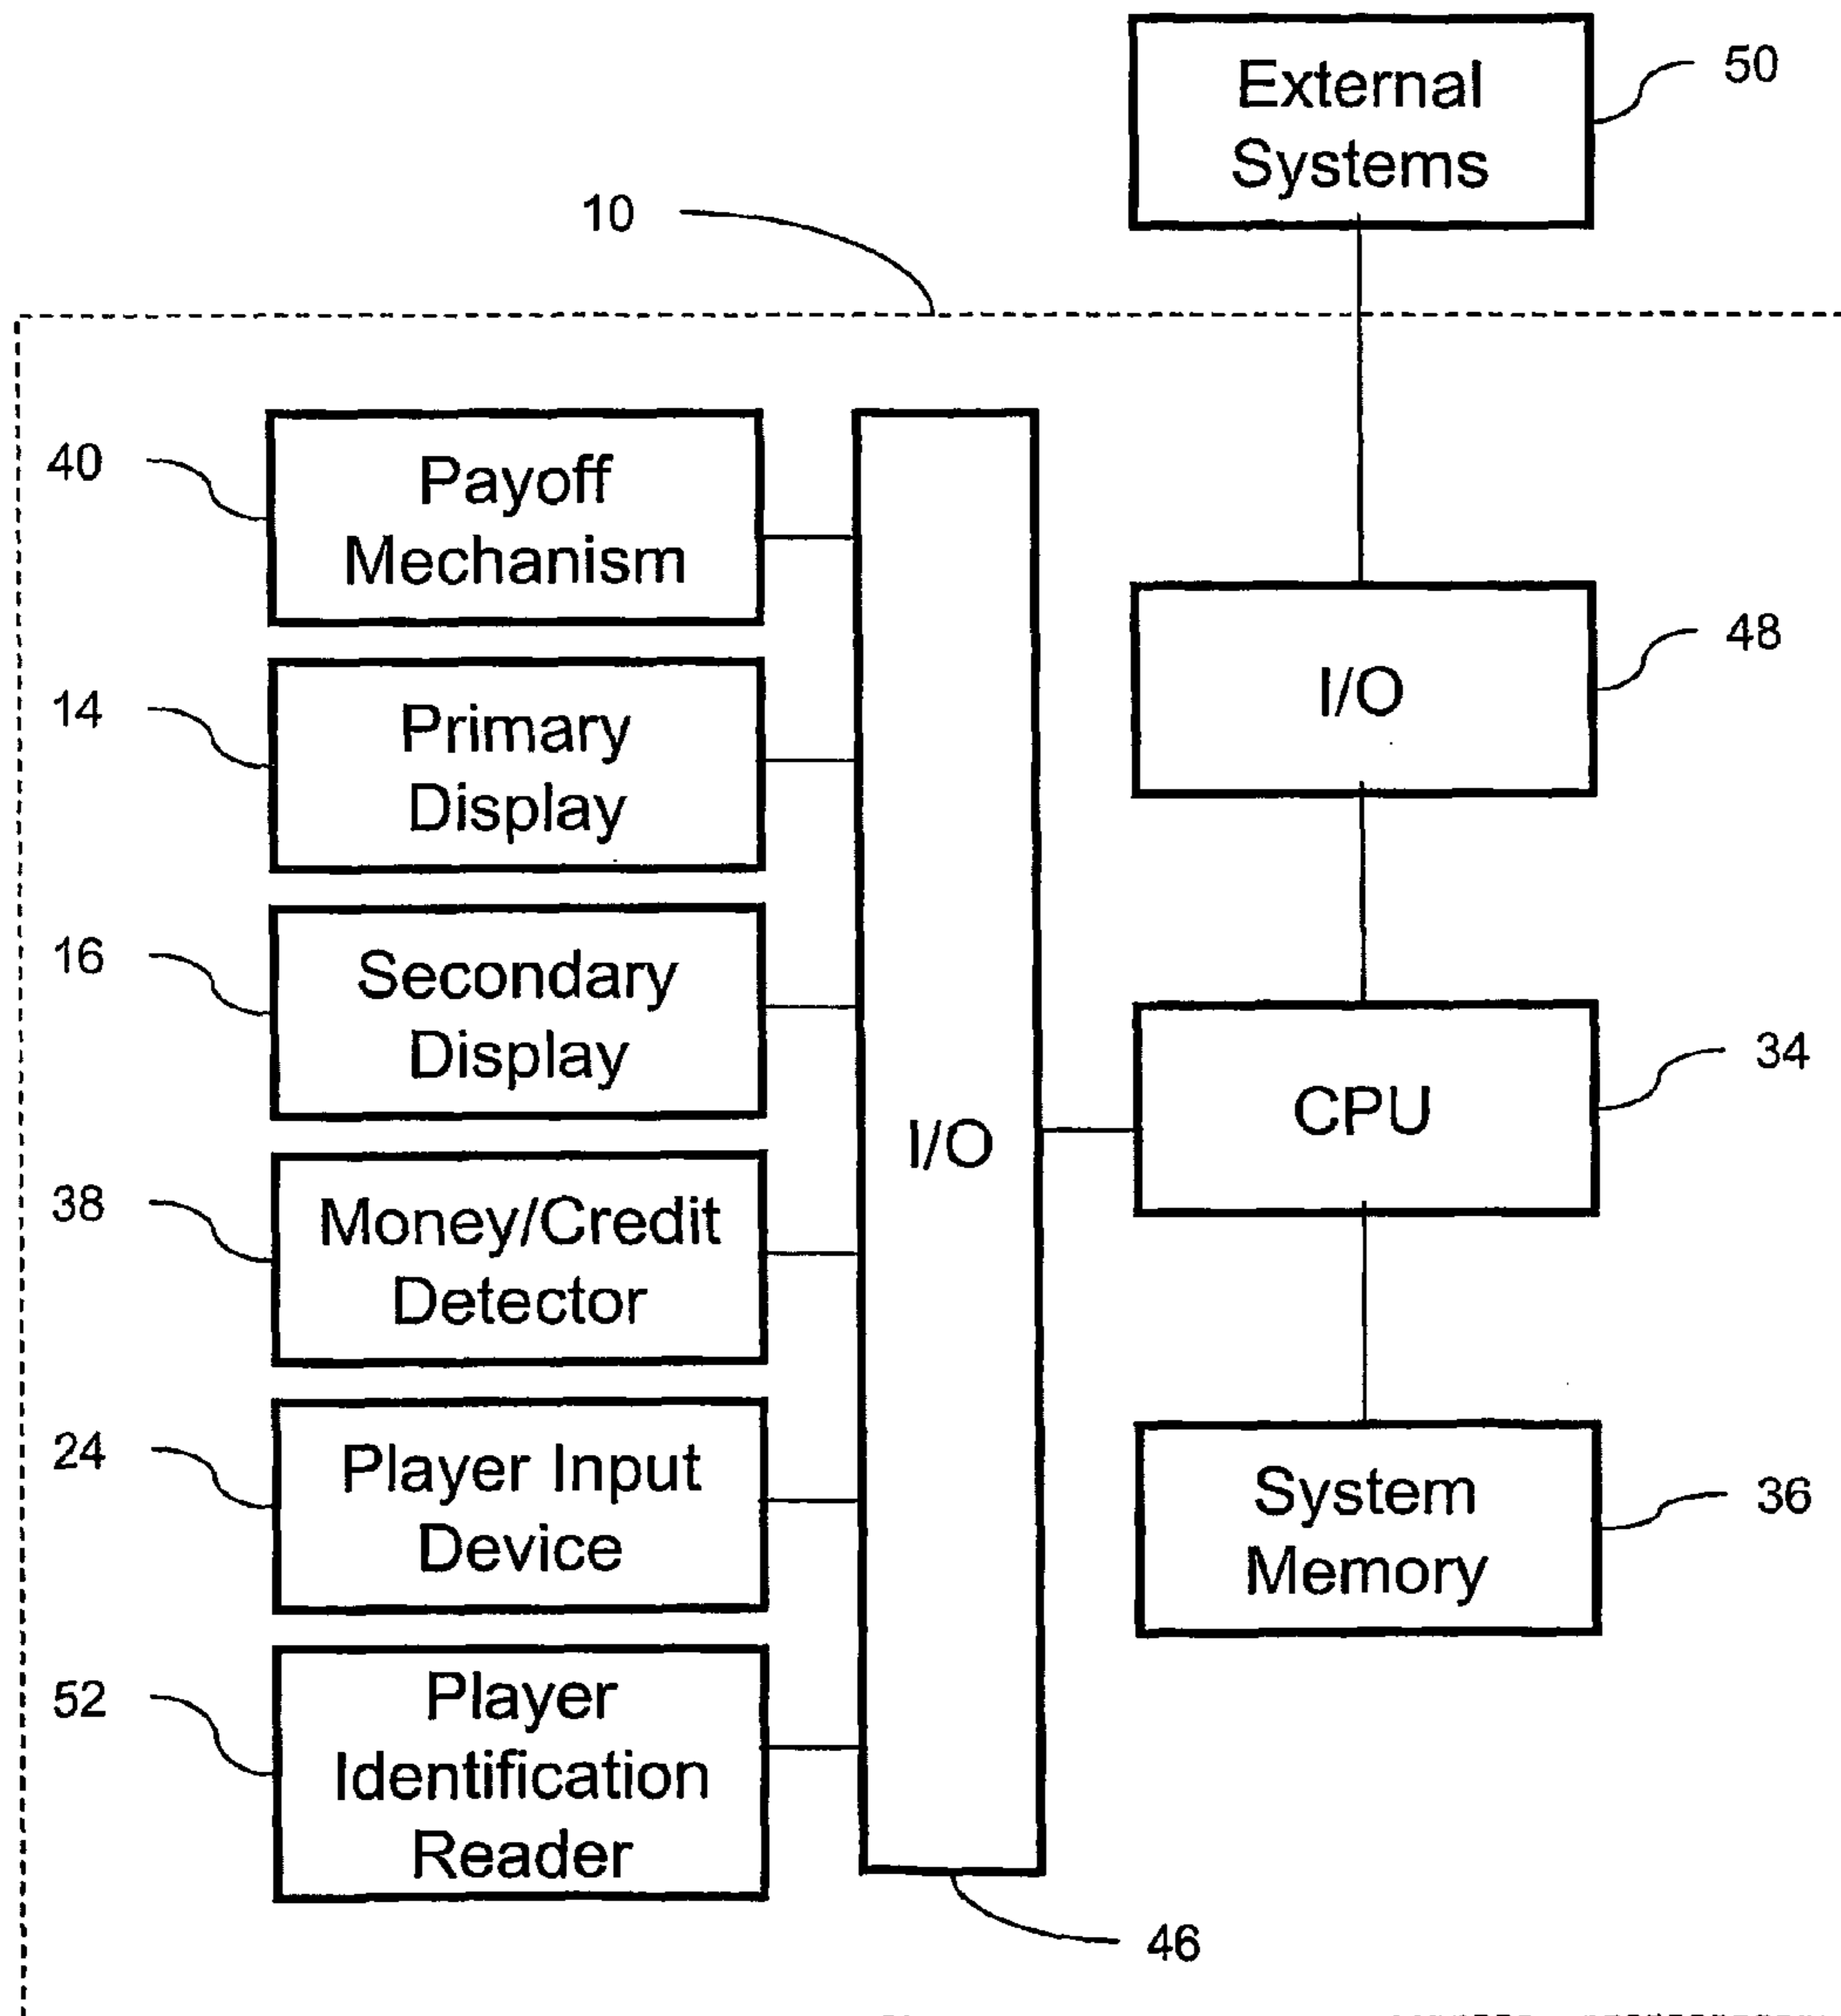 External
Systems
50
10
40
Payoff
Mechanism
14
Primary
Display
16
Secondary
Display
38
Money/Credit
Detector
24
Player Input
Device
52
Player
Identification
Reader
I/O
46
I/O
48
CPU
34
System
Memory
36